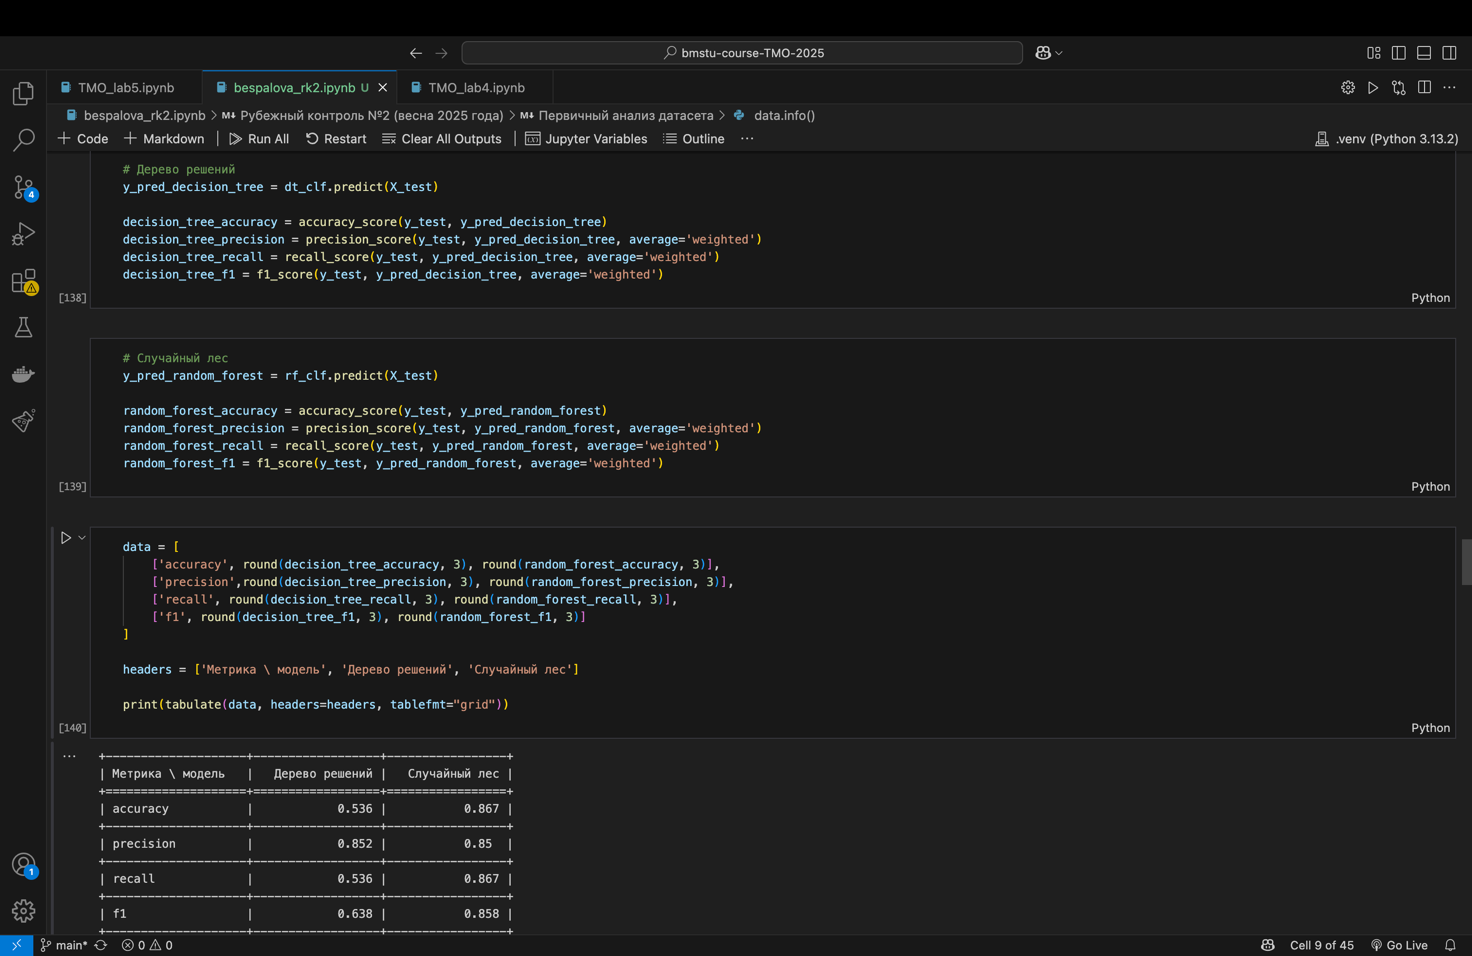 bmstu-course-TMO-2025
TMO_lab5.ipynb
bespalova_rk2.ipynb U
TMO_lab4.ipynb
bespalova_rk2.ipynb > M↓ Рубежный контроль №2 (весна 2025 года) > M↓ Первичный анализ датасета > data.info()
+ Code + Markdown Run All Restart Clear All Outputs Jupyter Variables Outline ··· .venv (Python 3.13.2)
# Дерево решений
y_pred_decision_tree = dt_clf.predict(X_test)
decision_tree_accuracy = accuracy_score(y_test, y_pred_decision_tree)
decision_tree_precision = precision_score(y_test, y_pred_decision_tree, average='weighted')
decision_tree_recall = recall_score(y_test, y_pred_decision_tree, average='weighted')
decision_tree_f1 = f1_score(y_test, y_pred_decision_tree, average='weighted')
[138] Python
# Случайный лес
y_pred_random_forest = rf_clf.predict(X_test)
random_forest_accuracy = accuracy_score(y_test, y_pred_random_forest)
random_forest_precision = precision_score(y_test, y_pred_random_forest, average='weighted')
random_forest_recall = recall_score(y_test, y_pred_random_forest, average='weighted')
random_forest_f1 = f1_score(y_test, y_pred_random_forest, average='weighted')
[139] Python
data = [
['accuracy', round(decision_tree_accuracy, 3), round(random_forest_accuracy, 3)],
['precision',round(decision_tree_precision, 3), round(random_forest_precision, 3)],
['recall', round(decision_tree_recall, 3), round(random_forest_recall, 3)],
['f1', round(decision_tree_f1, 3), round(random_forest_f1, 3)]
]
headers = ['Метрика \ модель', 'Дерево решений', 'Случайный лес']
print(tabulate(data, headers=headers, tablefmt="grid"))
[140] Python
+--------------------+------------------+-----------------+
| Метрика \ модель | Дерево решений | Случайный лес |
+====================+==================+=================+
| accuracy | 0.536 | 0.867 |
+--------------------+------------------+-----------------+
| precision | 0.852 | 0.85 |
+--------------------+------------------+-----------------+
| recall | 0.536 | 0.867 |
+--------------------+------------------+-----------------+
| f1 | 0.638 | 0.858 |
+--------------------+------------------+-----------------+
4
1
main* 0 0 Cell 9 of 45 Go Live